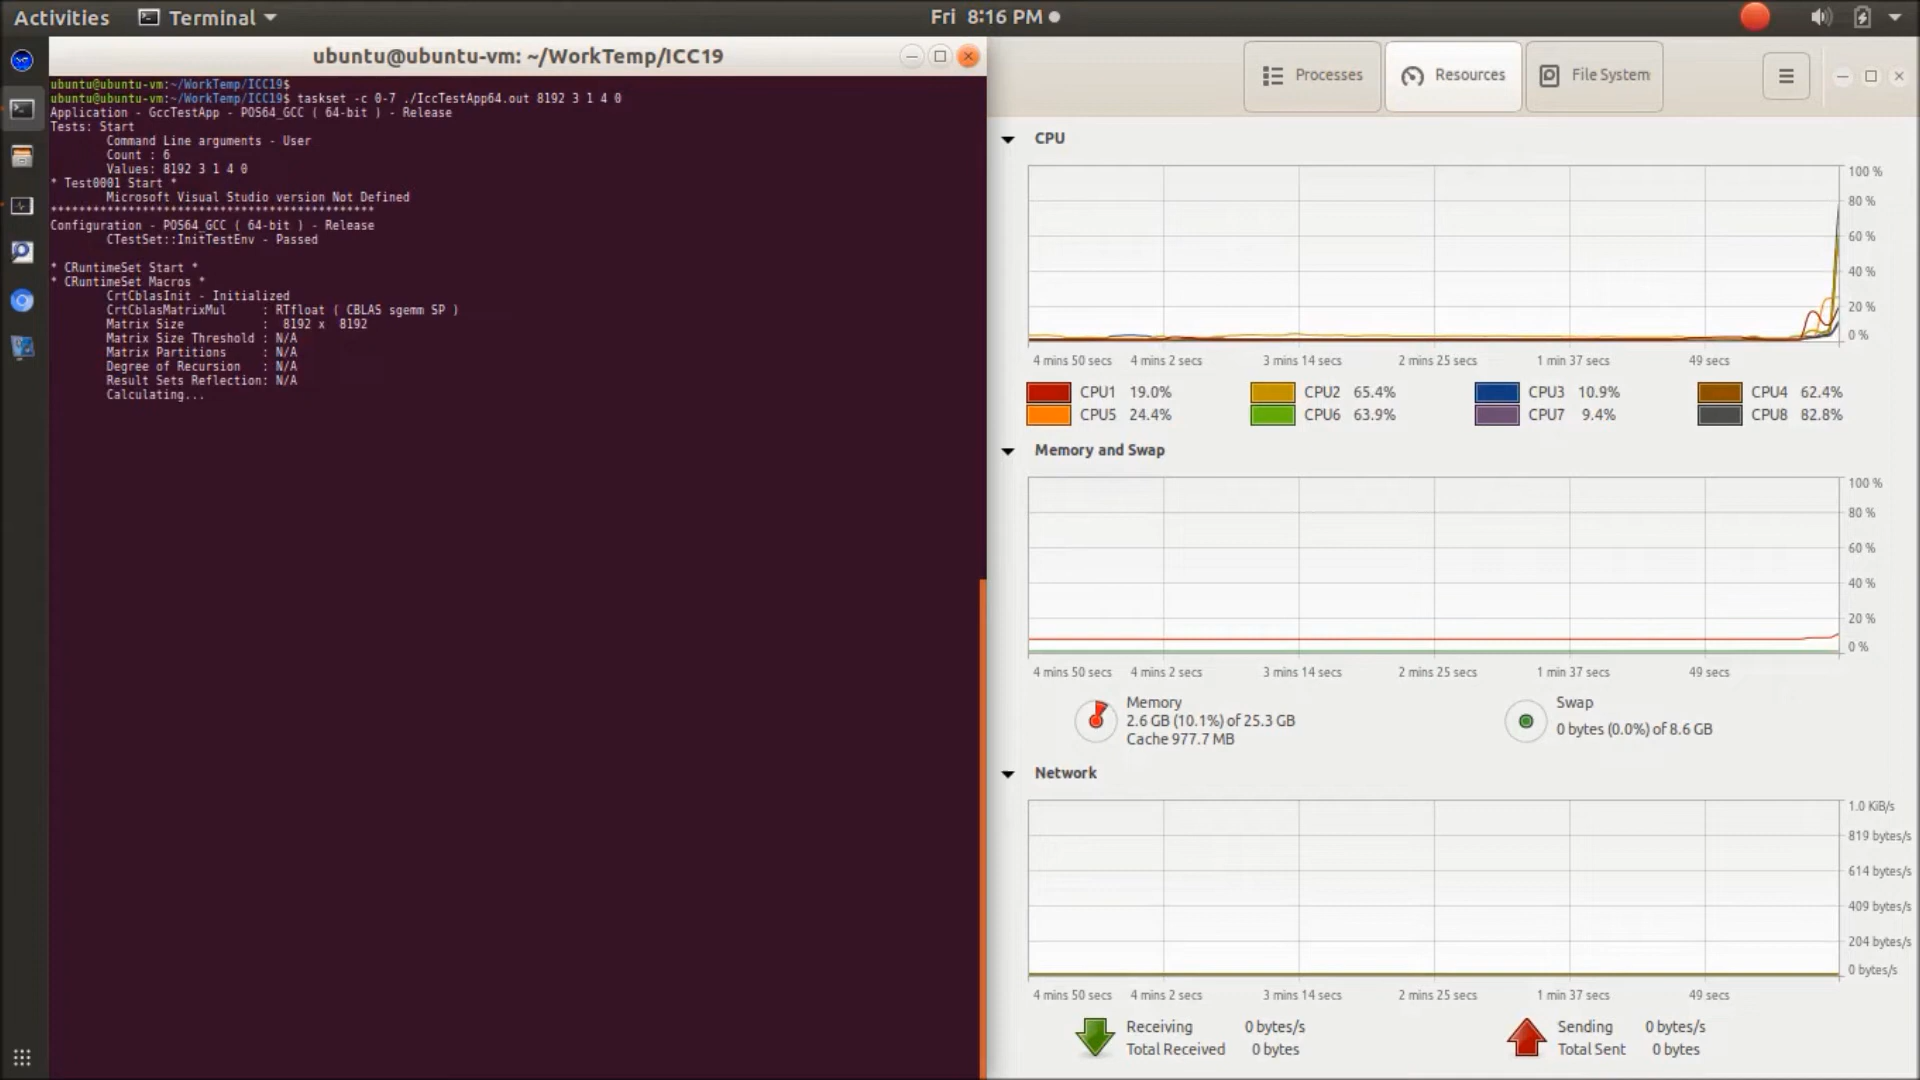 Activities
Terminal
Fri 8:16 PM
ubuntu@ubuntu-vm: ~/WorkTemp/ICC19
ubuntu@ubuntu-vm:~/WorkTemp/ICC19$
ubuntu@ubuntu-vm:~/WorkTemp/ICC19$ taskset -c 0-7 ./IccTestApp64.out 8192 3 1 4 0
Application - GccTestApp - POS64_GCC ( 64-bit ) - Release
Tests: Start
Command Line arguments - User
Count : 6
Values: 8192 3 1 4 0
* Test0001 Start *
Microsoft Visual Studio version Not Defined
**********************************************
Configuration - POS64_GCC ( 64-bit ) - Release
CTestSet::InitTestEnv - Passed
* CRuntimeSet Start *
* CRuntimeSet Macros *
CrtCblasInit - Initialized
CrtCblasMatrixMul : RTfloat ( CBLAS sgemm SP )
Matrix Size : 8192 x 8192
Matrix Size Threshold : N/A
Matrix Partitions : N/A
Degree of Recursion : N/A
Result Sets Reflection: N/A
Calculating...
Processes
Resources
File System
CPU
100 %
80 %
60 %
40 %
20 %
0 %
4 mins 50 secs 4 mins 2 secs 3 mins 14 secs 2 mins 25 secs 1 min 37 secs 49 secs
CPU1 19.0% CPU2 65.4% CPU3 10.9% CPU4 62.4%
CPU5 24.4% CPU6 63.9% CPU7 9.4% CPU8 82.8%
Memory and Swap
100 %
80 %
60 %
40 %
20 %
0 %
4 mins 50 secs 4 mins 2 secs 3 mins 14 secs 2 mins 25 secs 1 min 37 secs 49 secs
Memory
2.6 GB (10.1%) of 25.3 GB
Cache 977.7 MB
Swap
0 bytes (0.0%) of 8.6 GB
Network
1.0 KiB/s
819 bytes/s
614 bytes/s
409 bytes/s
204 bytes/s
0 bytes/s
4 mins 50 secs 4 mins 2 secs 3 mins 14 secs 2 mins 25 secs 1 min 37 secs 49 secs
Receiving 0 bytes/s
Total Received 0 bytes
Sending 0 bytes/s
Total Sent 0 bytes